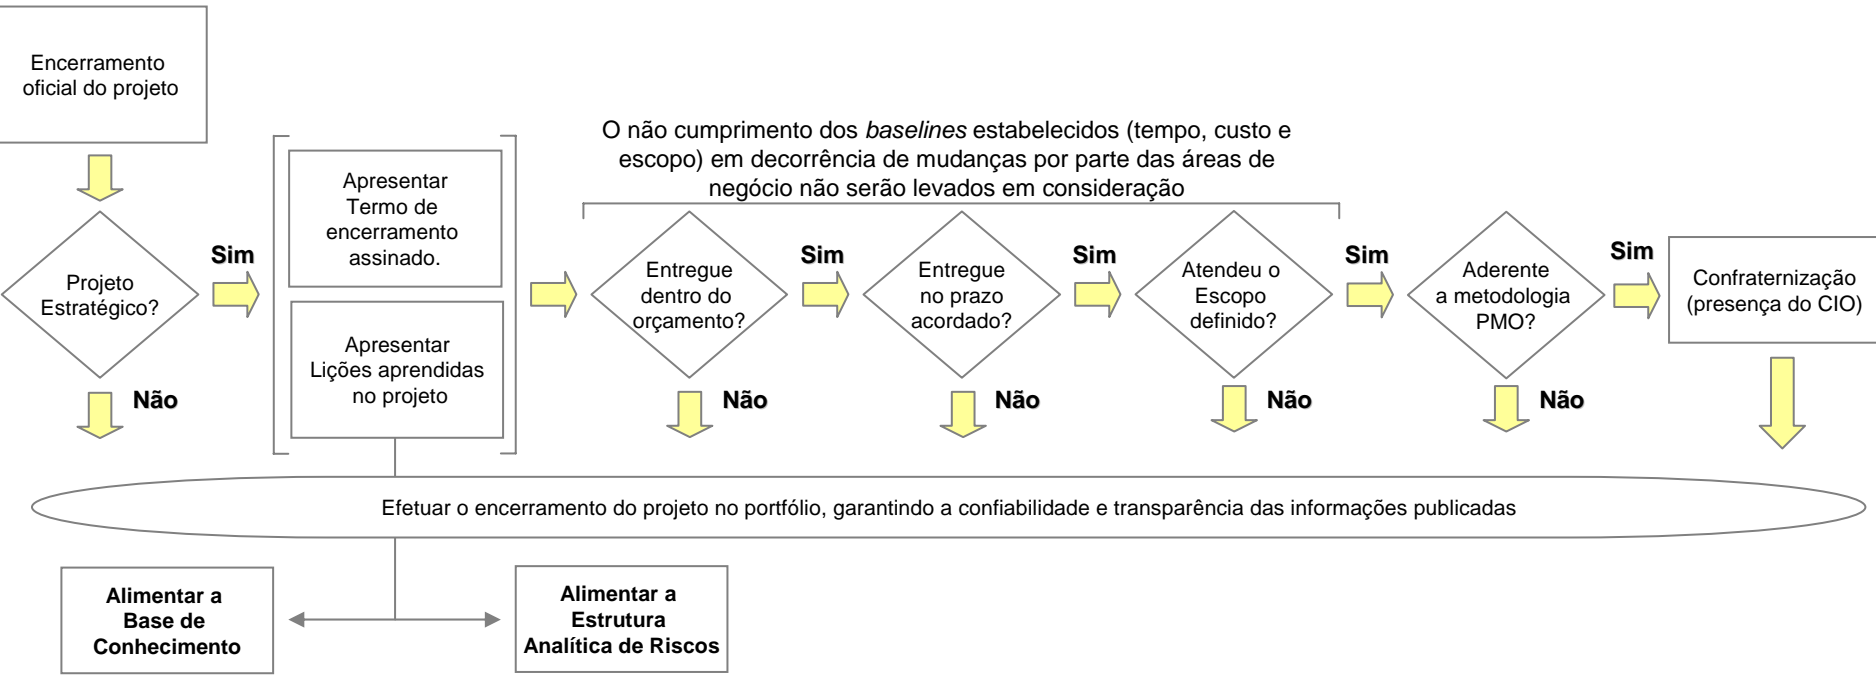 Encerramento
oficial do projeto
Projeto
Estratégico?
Sim
Não
Apresentar
Termo de
encerramento
assinado.
Apresentar
Lições aprendidas
no projeto
O não cumprimento dos baselines estabelecidos (tempo, custo e
escopo) em decorrência de mudanças por parte das áreas de
negócio não serão levados em consideração
Entregue
dentro do
orçamento?
Sim
Não
Entregue
no prazo
acordado?
Sim
Não
Atendeu o
Escopo
definido?
Sim
Não
Aderente
a metodologia
PMO?
Sim
Não
Confraternização
(presença do CIO)
Efetuar o encerramento do projeto no portfólio, garantindo a confiabilidade e transparência das informações publicadas
Alimentar a
Base de
Conhecimento
Alimentar a
Estrutura
Analítica de Riscos